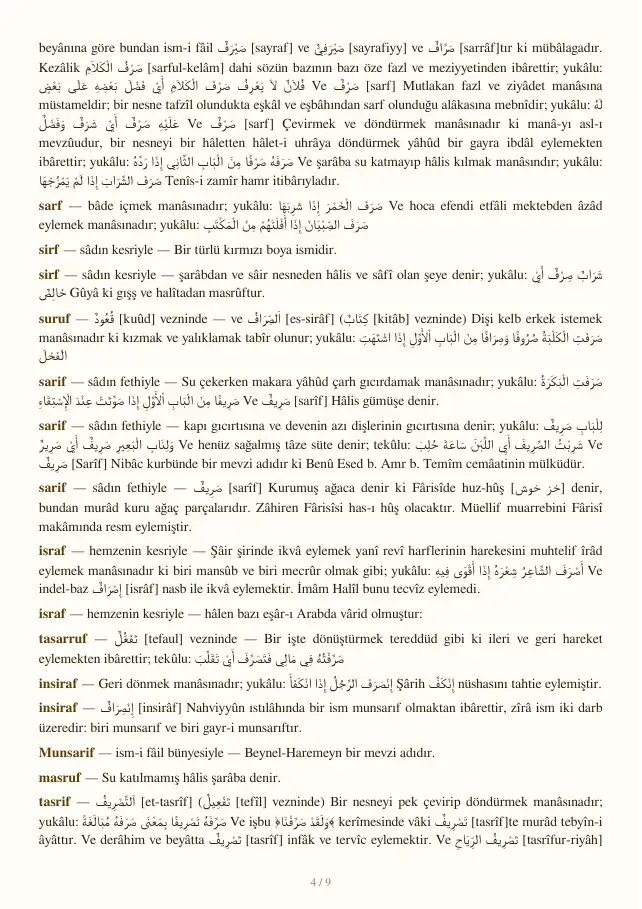 beyânına göre bundan ism-i fâil صَيْرَفٌ [sayraf] ve صَيْرَفِيٌّ [sayrafiyy] ve صَرَّافٌ [sarrâf]tır ki mübâlagadır.
Kezâlik صَرْفُ الْكَلَامِ [sarful-kelâm] dahi sözün bazının bazı öze fazl ve meziyyetinden ibârettir; yukâlu:
فُلَانٌ لَا يَعْرِفُ صَرْفَ الْكَلَامِ أَيْ فَضْلَ بَعْضِهِ عَلَى بَعْضٍ Ve صَرْفٌ [sarf] Mutlakan fazl ve ziyâdet manâsına
müstameldir; bir nesne tafzîl olundukta eşkâl ve eşbâhından sarf olunduğu alâkasına mebnîdir; yukâlu: لَهُ
عَلَيْهِ صَرْفٌ أَيْ شَرَفٌ وَفَضْلٌ Ve صَرْفٌ [sarf] Çevirmek ve döndürmek manâsınadır ki manâ-yı asl-ı
mevzûudur, bir nesneyi bir hâletten hâlet-i uhrâya döndürmek yâhûd bir gayra ibdâl eylemekten
ibârettir; yukâlu: صَرَفَهُ صَرْفًا مِنَ الْبَابِ الثَّانِي إِذَا رَدَّهُ Ve şarâba su katmayıp hâlis kılmak manâsınadır; yukâlu:
صَرَفَ الشَّرَابَ إِذَا لَمْ يَمْزُجْهَا Tenîs-i zamîr hamr itibârıyladır.
sarf — bâde içmek manâsınadır; yukâlu: صَرَفَ الْخَمْرَ إِذَا شَرِبَهَا Ve hoca efendi etfâli mektebden âzâd
eylemek manâsınadır; yukâlu: صَرَفَ الصِّبْيَانَ إِذَا أَقْلَبَهُمْ مِنَ الْمَكْتَبِ
sirf — sâdın kesriyle — Bir türlü kırmızı boya ismidir.
sirf — sâdın kesriyle — şarâbdan ve sâir nesneden hâlis ve sâfî olan şeye denir; yukâlu: شَرَابٌ صِرْفٌ أَيْ
خَالِصٌ Gûyâ ki gışş ve halîtadan masrûftur.
suruf — قُعُودٌ [kuûd] vezninde — ve اَلصِّرَافُ [es-sirâf] (كِتَابٌ [kitâb] vezninde) Dişi kelb erkek istemek
manâsınadır ki kızmak ve yalıklamak tabîr olunur; yukâlu: صَرَفَتِ الْكَلْبَةُ صُرُوفًا وَصِرَافًا مِنَ الْبَابِ الْأَوَّلِ إِذَا اشْتَهَتِ
الْفَحْلَ
sarif — sâdın fethiyle — Su çekerken makara yâhûd çarh gıcırdamak manâsınadır; yukâlu: صَرَفَتِ الْبَكَرَةُ
صَرِيفًا مِنَ الْبَابِ الْأَوَّلِ إِذَا صَوَّتَتْ عِنْدَ الْإِسْتِقَاءِ Ve صَرِيفٌ [sarîf] Hâlis gümüşe denir.
sarif — sâdın fethiyle — kapı gıcırtısına ve devenin azı dişlerinin gıcırtısına denir; yukâlu: لِلْبَابِ صَرِيفٌ
وَلِنَابِ الْبَعِيرِ صَرِيفٌ أَيْ صَرِيرٌ Ve henüz sağalmış tâze süte denir; tekûlu: شَرِبْتُ الصَّرِيفَ أَيِ اللَّبَنَ سَاعَةَ حُلِبَ Ve
صَرِيفٌ [Sarîf] Nibâc kurbünde bir mevzi adıdır ki Benû Esed b. Amr b. Temîm cemâatinin mülküdür.
sarif — sâdın fethiyle — صَرِيفٌ [sarîf] Kurumuş ağaca denir ki Fârisîde huz-hûş [خز خوش] denir,
bundan murâd kuru ağaç parçalarıdır. Zâhiren Fârisîsi has-ı hûş olacaktır. Müellif muarrebini Fârisî
makâmında resm eylemiştir.
israf — hemzenin kesriyle — Şâir şirinde ikvâ eylemek yanî revî harflerinin harekesini muhtelif îrâd
eylemek manâsınadır ki biri mansûb ve biri mecrûr olmak gibi; yukâlu: أَصْرَفَ الشَّاعِرُ شِعْرَهُ إِذَا أَقْوَى فِيهِ Ve
indel-baz إِصْرَافٌ [isrâf] nasb ile ikvâ eylemektir. İmâm Halîl bunu tecvîz eylemedi.
israf — hemzenin kesriyle — hâlen bazı eşâr-ı Arabda vârid olmuştur:
tasarruf — تَفَعُّلٌ [tefaul] vezninde — Bir işte dönüştürmek tereddüd gibi ki ileri ve geri hareket
eylemekten ibârettir; tekûlu: صَرَّفْتُهُ فِي مَالِي فَتَصَرَّفَ أَيْ تَقَلَّبَ
insiraf — Geri dönmek manâsınadır; yukâlu: إِنْصَرَفَ الرَّجُلُ إِذَا انْكَفَأَ Şârih إِنْكَفَّ nüshasını tahtie eylemiştir.
insiraf — إِنْصِرَافٌ [insirâf] Nahviyyûn ıstılâhında bir ism munsarıf olmaktan ibârettir, zîrâ ism iki darb
üzeredir: biri munsarıf ve biri gayr-i munsarıftır.
Munsarif — ism-i fâil bünyesiyle — Beynel-Haremeyn bir mevzi adıdır.
masruf — Su katılmamış hâlis şarâba denir.
tasrif — اَلتَّصْرِيفُ [et-tasrîf] (تَفْعِيلٌ [tefîl] vezninde) Bir nesneyi pek çevirip döndürmek manâsınadır;
yukâlu: صَرَّفَهُ تَصْرِيفًا بِمَعْنَى صَرَفَهُ مُبَالَغَةً Ve işbu ﴿وَلَقَدْ صَرَّفْنَا﴾ kerîmesinde vâki تَصْرِيفٌ [tasrîf]te murâd tebyîn-i
âyâttır. Ve derâhim ve beyâtta تَصْرِيفٌ [tasrîf] infâk ve tervîc eylemektir. Ve تَصْرِيفُ الرِّيَاحِ [tasrîfur-riyâh]
4 / 9